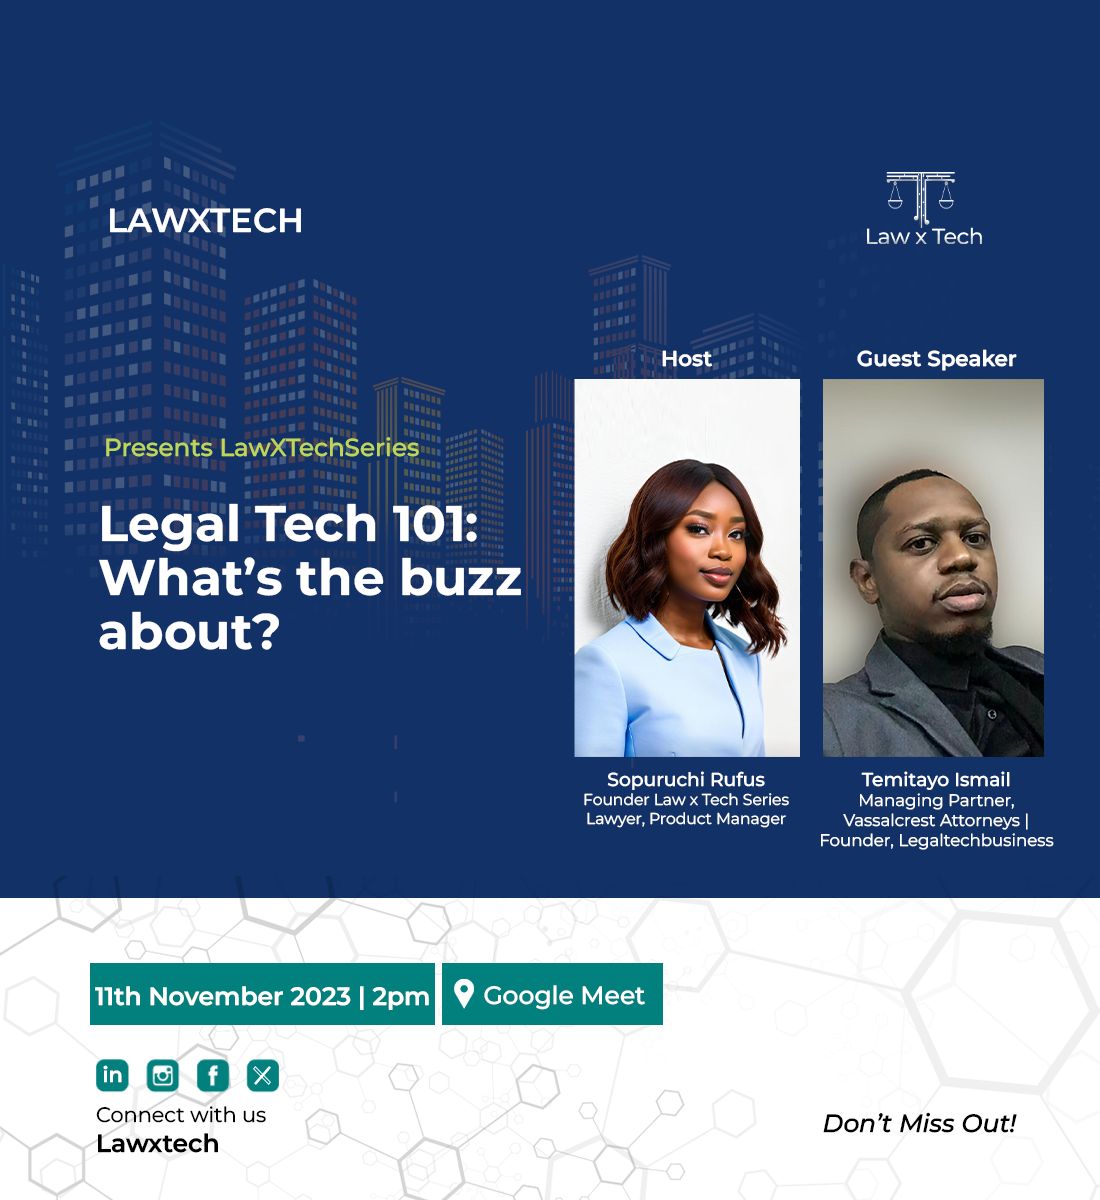 LAWXTECH
Law x Tech
Presents LawXTechSeries
Legal Tech 101:
What's the buzz
about?
Host
Sopuruchi Rufus
Founder Law x Tech Series
Lawyer, Product Manager
Guest Speaker
Temitayo Ismail
Managing Partner,
Vassalcrest Attorneys |
Founder, Legaltechbusiness
11th November 2023 | 2pm
Google Meet
in
f
X
Connect with us
Lawxtech
Don't Miss Out!